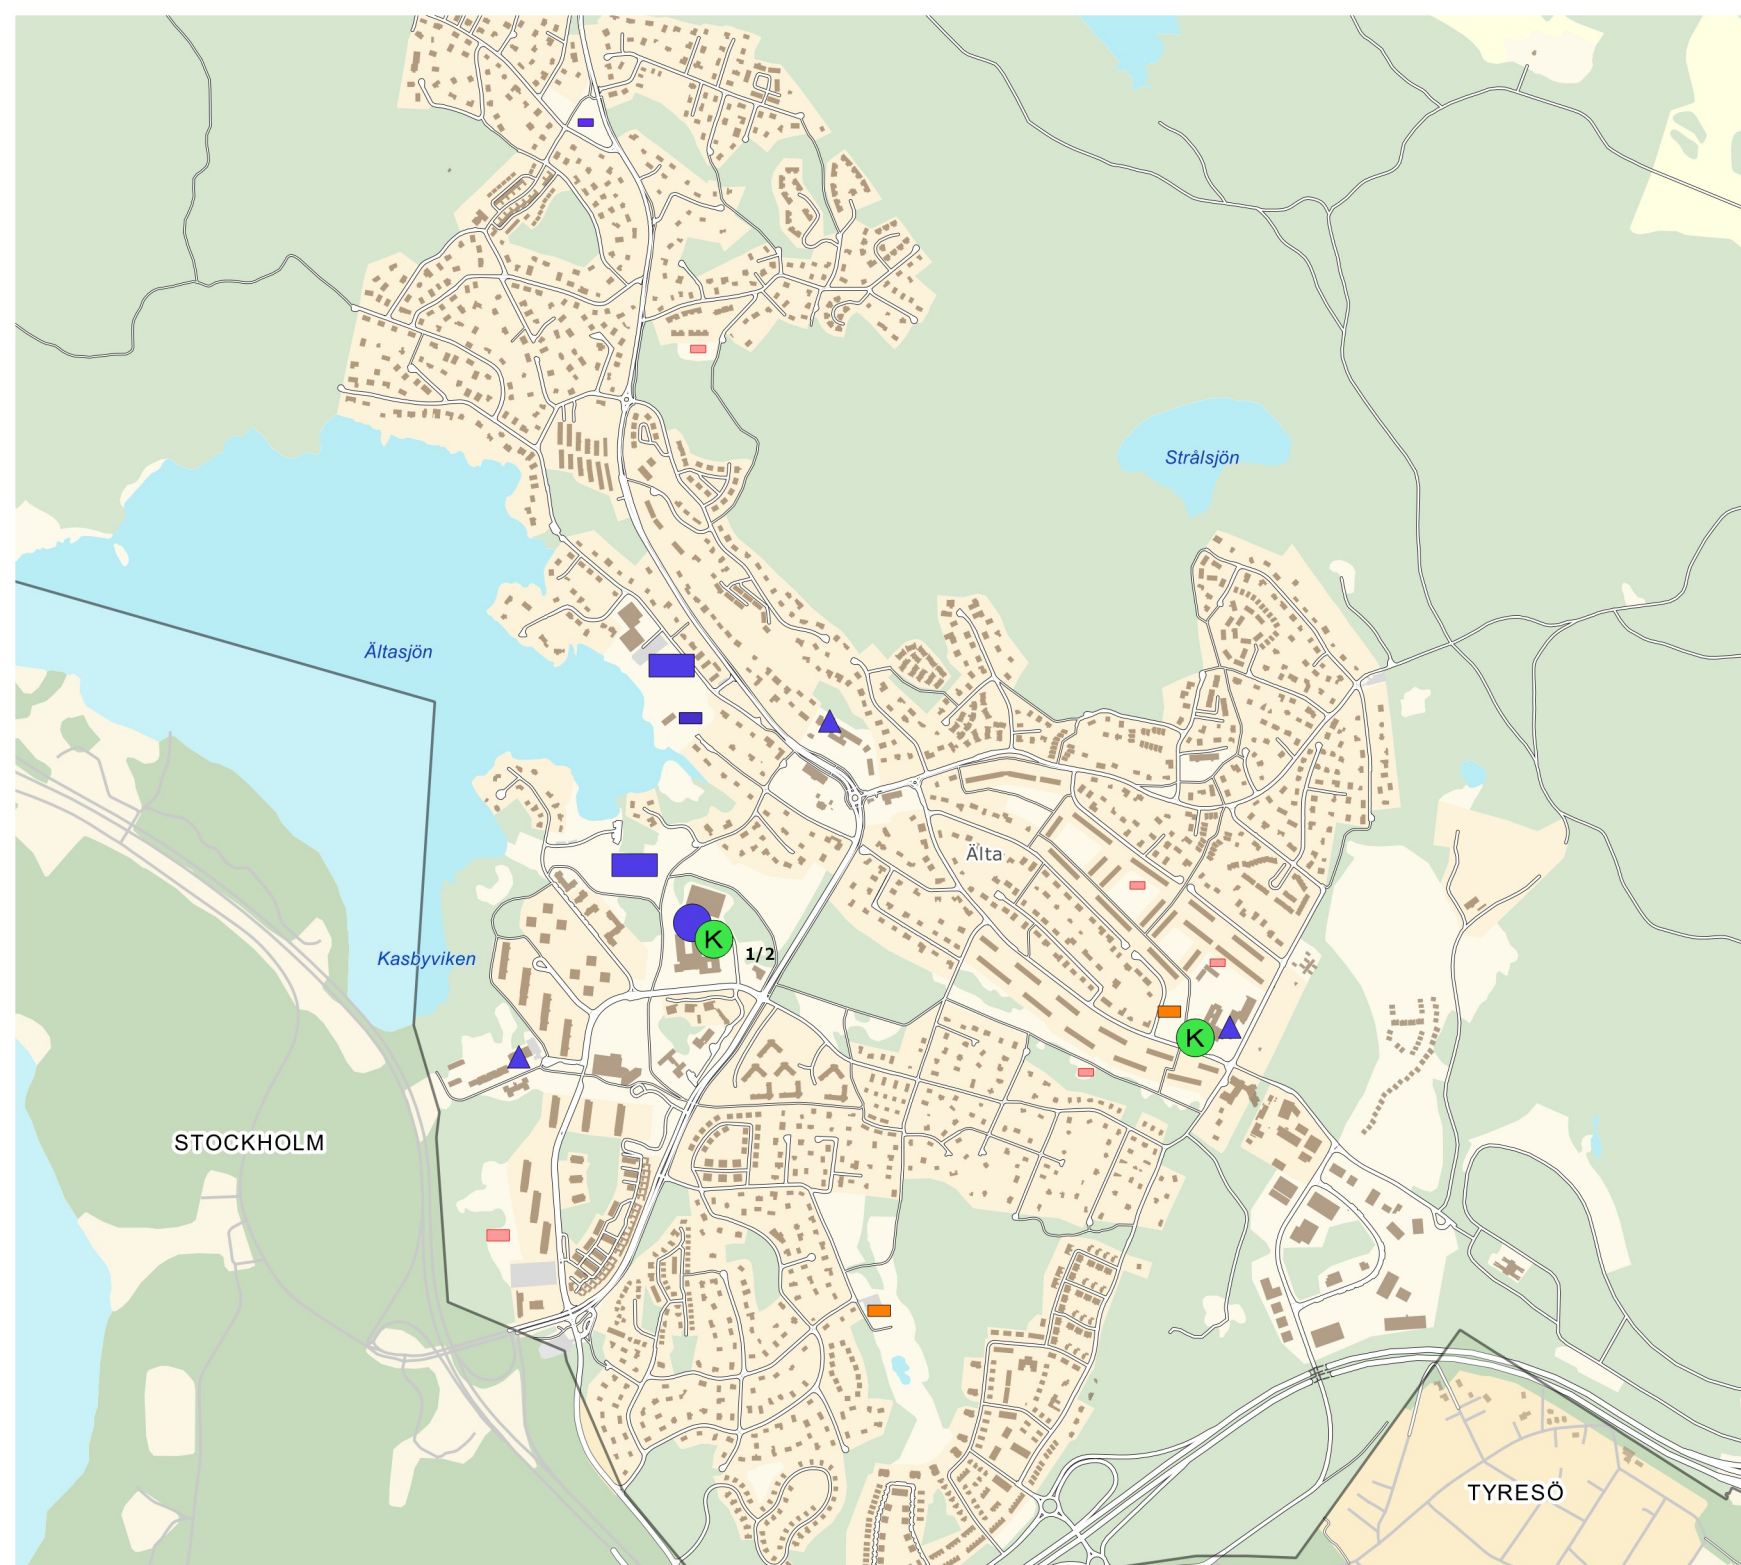 Strålsjön
Ältasjön
Älta
K
1/2
Kasbyviken
K
STOCKHOLM
TYRESÖ